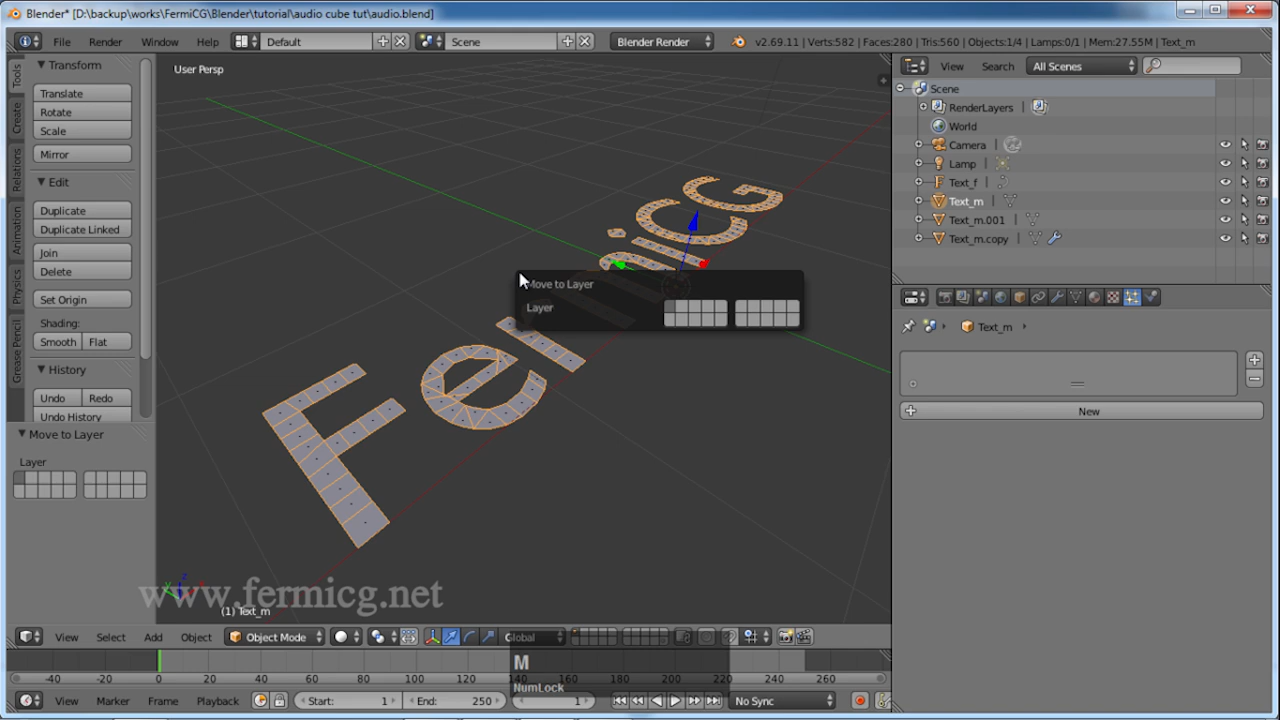 Blender* [D:\backup\works\FermiCG\Blender\tutorial\audio cube tut\audio.blend]
File Render Window Help Default Scene Blender Render v2.69.11 | Verts:582 | Faces:280 | Tris:560 | Objects:1/4 | Lamps:0/1 | Mem:27.55M | Text_m
Tools
Create
Relations
Animation
Physics
Grease Pencil
Transform
Translate
Rotate
Scale
Mirror
Edit
Duplicate
Duplicate Linked
Join
Delete
Set Origin
Shading:
Smooth Flat
History
Undo Redo
Undo History
Move to Layer
Layer
User Persp
FermiCG
Move to Layer
Layer
www.fermicg.net
(1) Text_m
View Select Add Object Object Mode Global
-40 -20 0 20 40 60 80 100 120 140 160 180 200 220 240 260
M
NumLock
View Marker Frame Playback Start: 1 End: 250 1 No Sync
View Search All Scenes
Scene
RenderLayers
World
Camera
Lamp
Text_f
Text_m
Text_m.001
Text_m.copy
Text_m
New